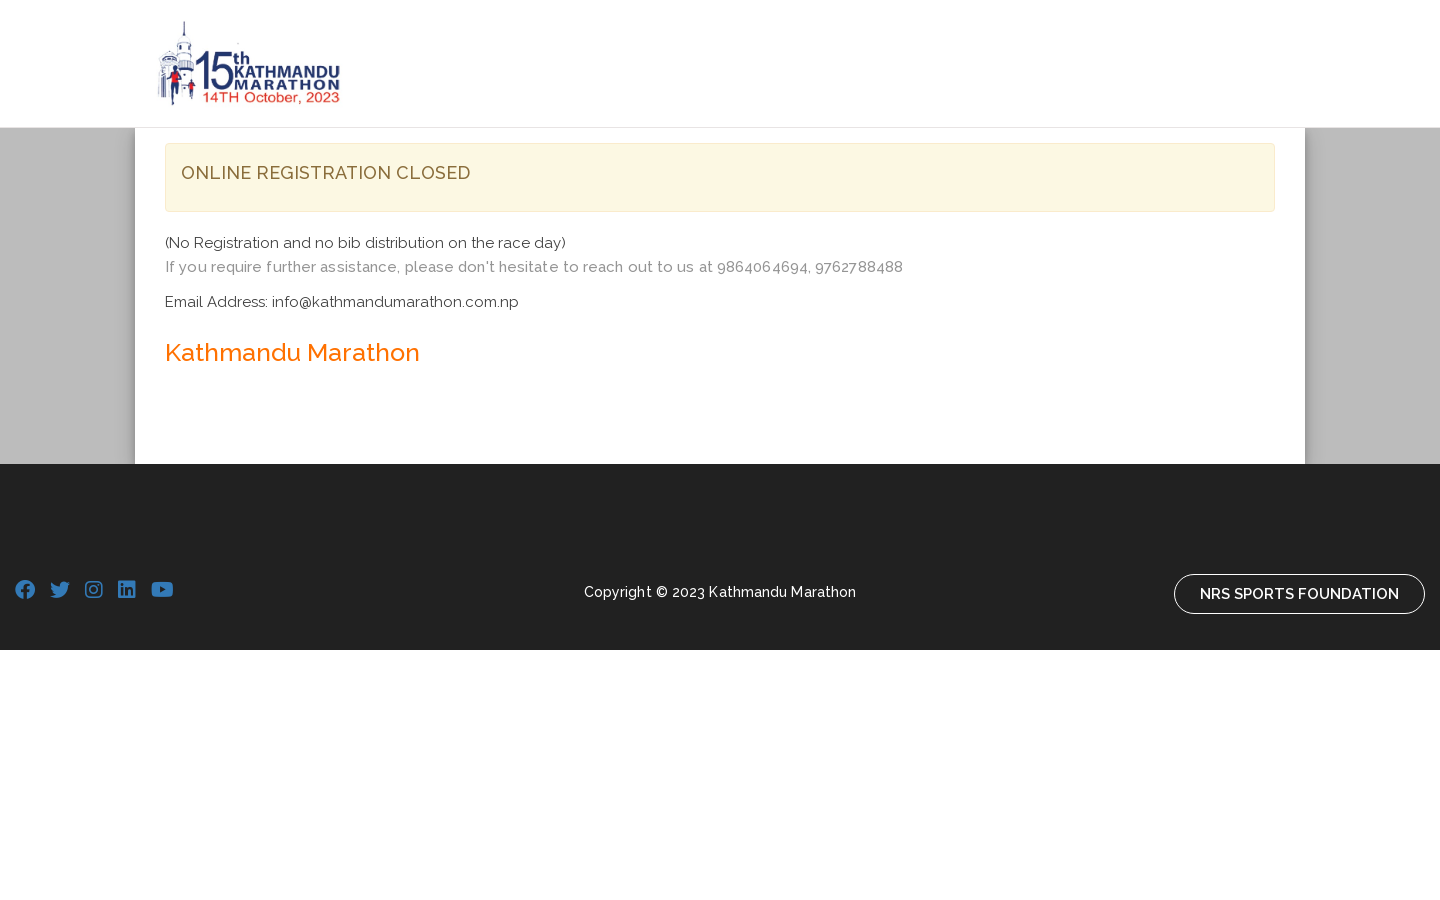 15th
KATHMANDU
MARATHON
14TH October, 2023
ONLINE REGISTRATION CLOSED
(No Registration and no bib distribution on the race day)
If you require further assistance, please don't hesitate to reach out to us at 9864064694, 9762788488
Email Address: info@kathmandumarathon.com.np
Kathmandu Marathon
Copyright © 2023 Kathmandu Marathon
NRS SPORTS FOUNDATION